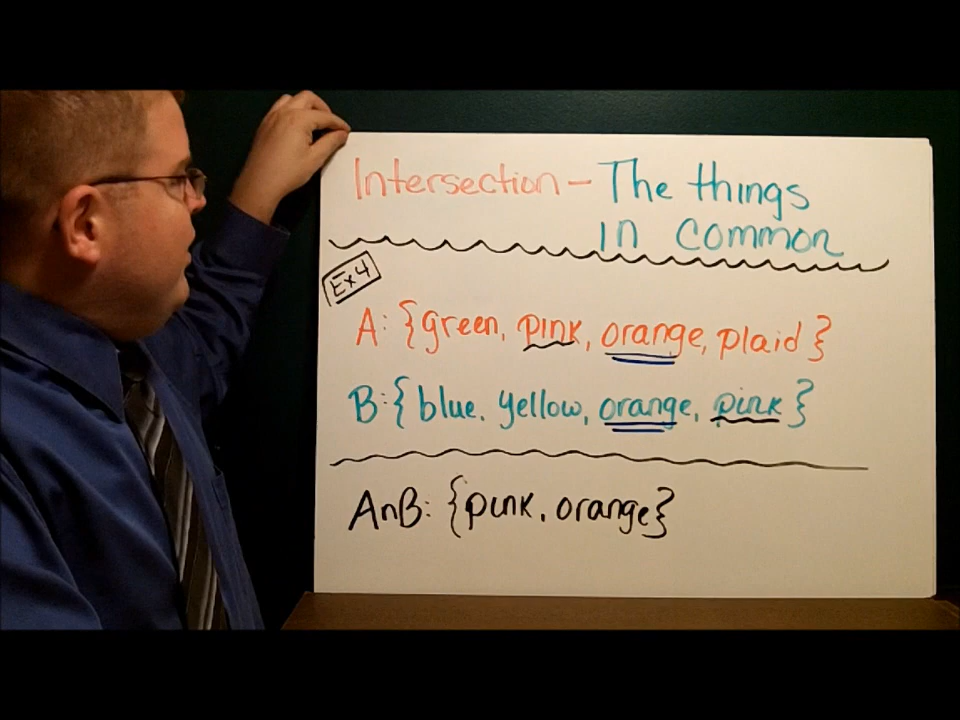 Intersection - The things
in common
Ex 4
A: {green, pink, orange, plaid}
B: {blue, yellow, orange, pink}
A∩B: {pink, orange}